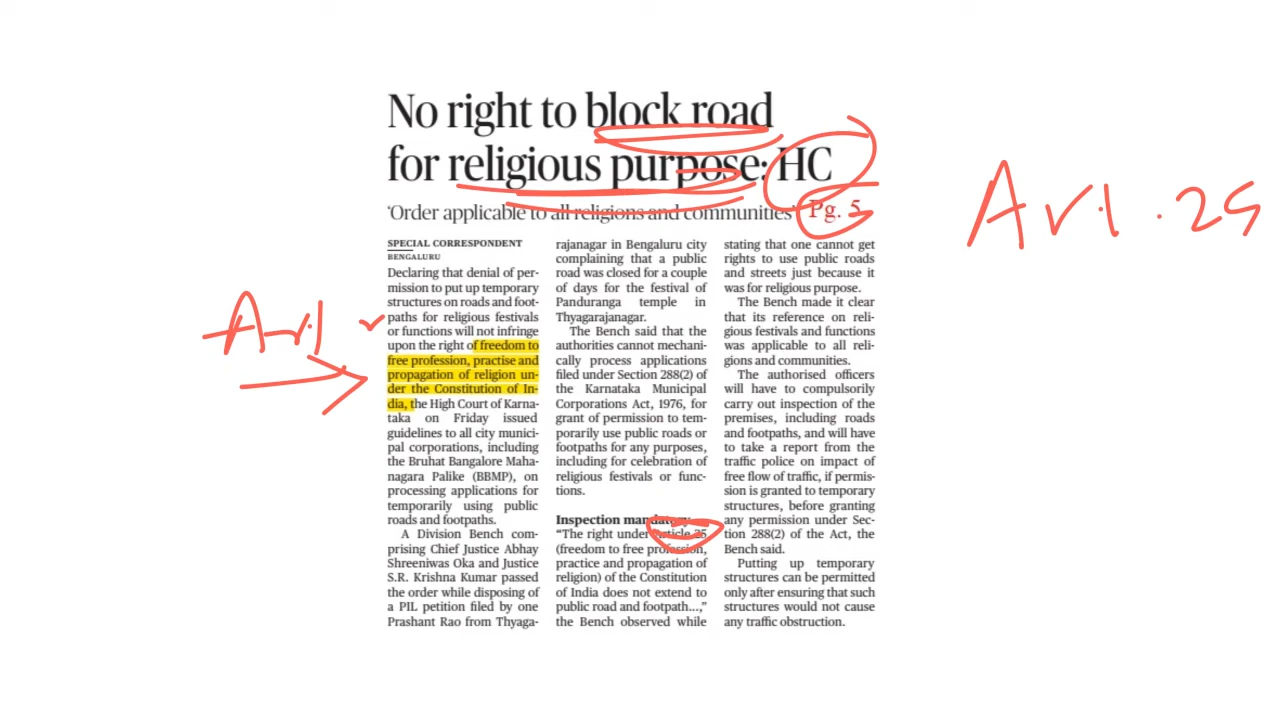 No right to block road
for religious purpose: HC
'Order applicable to all religions and communities'
Pg. 5
SPECIAL CORRESPONDENT
BENGALURU
Declaring that denial of per-
mission to put up temporary
structures on roads and foot-
paths for religious festivals
or functions will not infringe
upon the right of freedom to
free profession, practise and
propagation of religion un-
der the Constitution of In-
dia, the High Court of Karna-
taka on Friday issued
guidelines to all city munici-
pal corporations, including
the Bruhat Bangalore Maha-
nagara Palike (BBMP), on
processing applications for
temporarily using public
roads and footpaths.
A Division Bench com-
prising Chief Justice Abhay
Shreeniwas Oka and Justice
S.R. Krishna Kumar passed
the order while disposing of
a PIL petition filed by one
Prashant Rao from Thyaga-
rajanagar in Bengaluru city
complaining that a public
road was closed for a couple
of days for the festival of
Panduranga temple in
Thyagarajanagar.
The Bench said that the
authorities cannot mechani-
cally process applications
filed under Section 288(2) of
the Karnataka Municipal
Corporations Act, 1976, for
grant of permission to tem-
porarily use public roads or
footpaths for any purposes,
including for celebration of
religious festivals or func-
tions.
Inspection mandatory
"The right under Article 25
(freedom to free profession,
practice and propagation of
religion) of the Constitution
of India does not extend to
public road and footpath...,"
the Bench observed while
stating that one cannot get
rights to use public roads
and streets just because it
was for religious purpose.
The Bench made it clear
that its reference on reli-
gious festivals and functions
was applicable to all reli-
gions and communities.
The authorised officers
will have to compulsorily
carry out inspection of the
premises, including roads
and footpaths, and will have
to take a report from the
traffic police on impact of
free flow of traffic, if permis-
sion is granted to temporary
structures, before granting
any permission under Sec-
tion 288(2) of the Act, the
Bench said.
Putting up temporary
structures can be permitted
only after ensuring that such
structures would not cause
any traffic obstruction.
Art
Art. 25